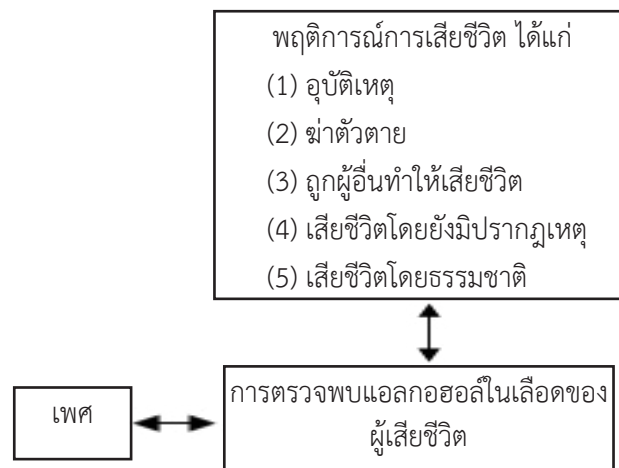 พฤติการณ์การเสียชีวิต ได้แก่
(1) อุบัติเหตุ
(2) ฆ่าตัวตาย
(3) ถูกผู้อื่นทำให้เสียชีวิต
(4) เสียชีวิตโดยยังมิปรากฏเหตุ
(5) เสียชีวิตโดยธรรมชาติ
เพศ
การตรวจพบแอลกอฮอล์ในเลือดของ
ผู้เสียชีวิต